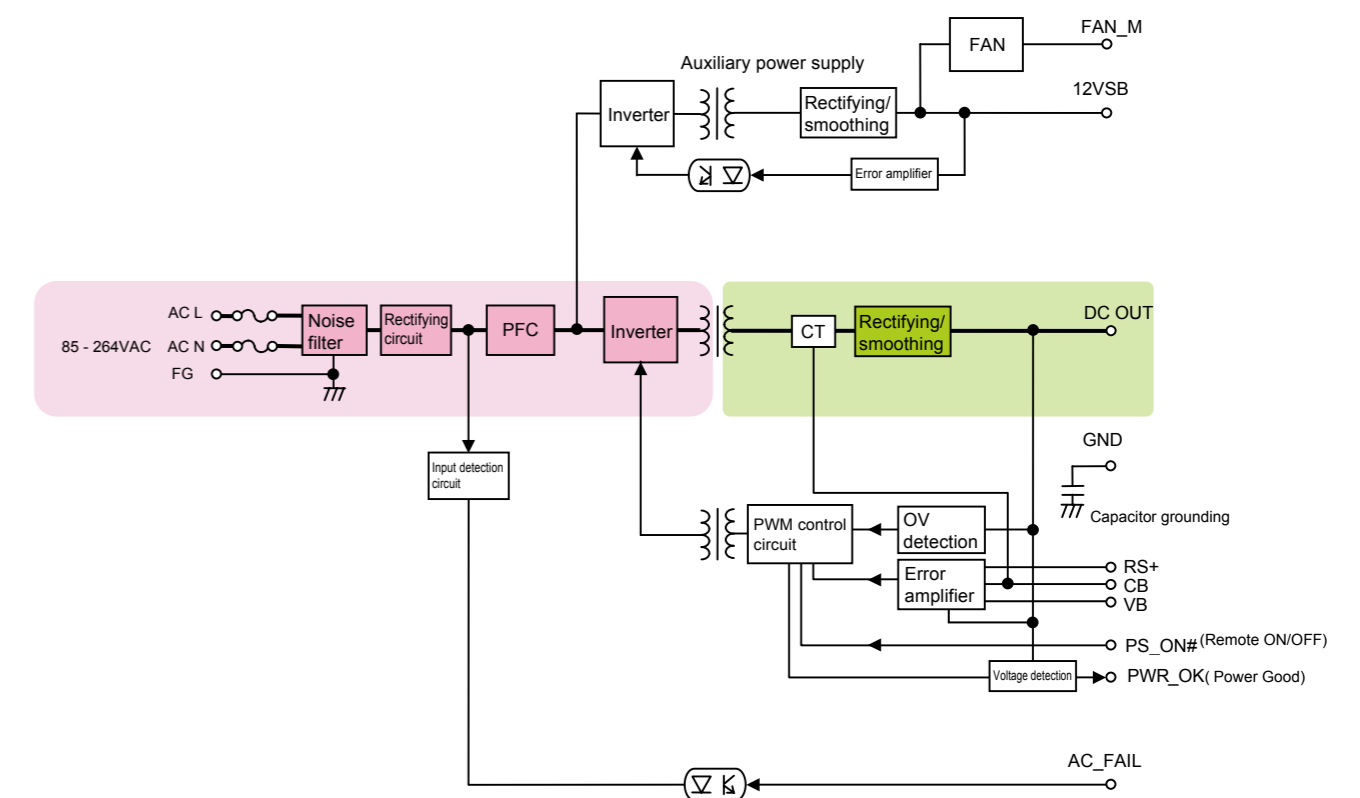 FAN_M
FAN
Auxiliary power supply
12VSB
Inverter
Rectifying/
smoothing
Error amplifier
AC L
Noise
filter
Rectifying
circuit
PFC
Inverter
CT
Rectifying/
smoothing
DC OUT
85 - 264VAC
AC N
FG
GND
Input detection
circuit
Capacitor grounding
PWM control
circuit
OV
detection
Error
amplifier
RS+
CB
VB
PS_ON# (Remote ON/OFF)
Voltage detection
PWR_OK ( Power Good)
AC_FAIL